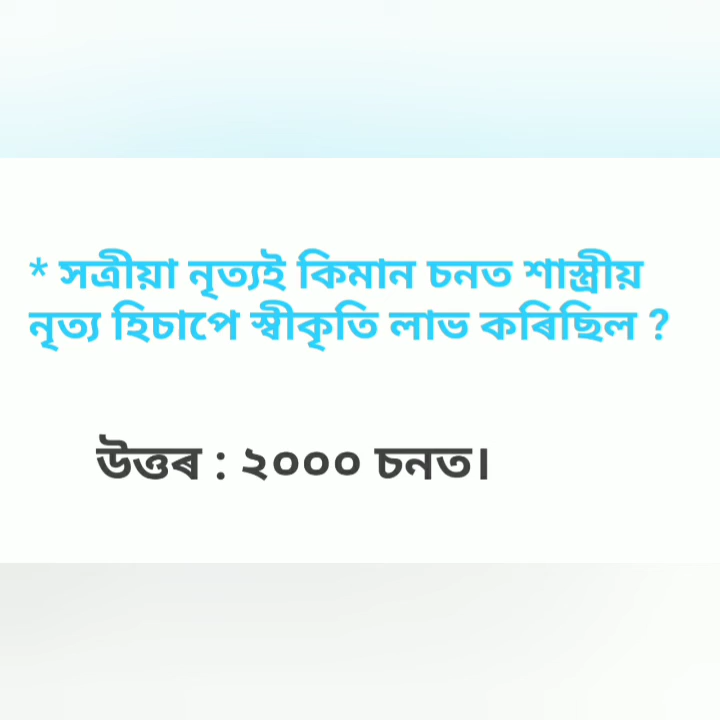 * সত্ৰীয়া নৃত্যই কিমান চনত শাস্ত্ৰীয়
নৃত্য হিচাপে স্বীকৃতি লাভ কৰিছিল ?
উত্তৰ : ২০০০ চনত।